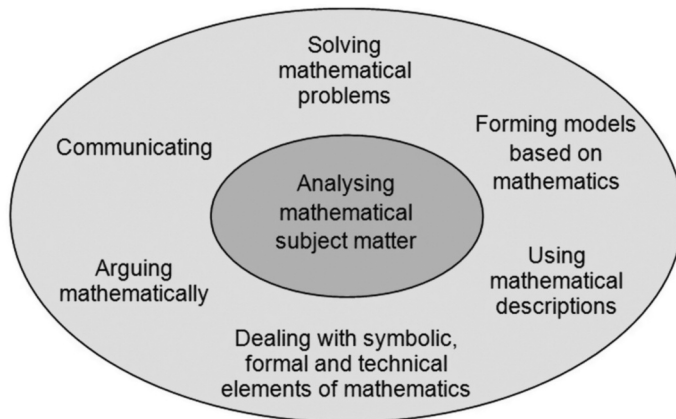 Solving
mathematical
problems
Communicating
Forming models
based on
mathematics
Analysing
mathematical
subject matter
Arguing
mathematically
Using
mathematical
descriptions
Dealing with symbolic,
formal and technical
elements of mathematics